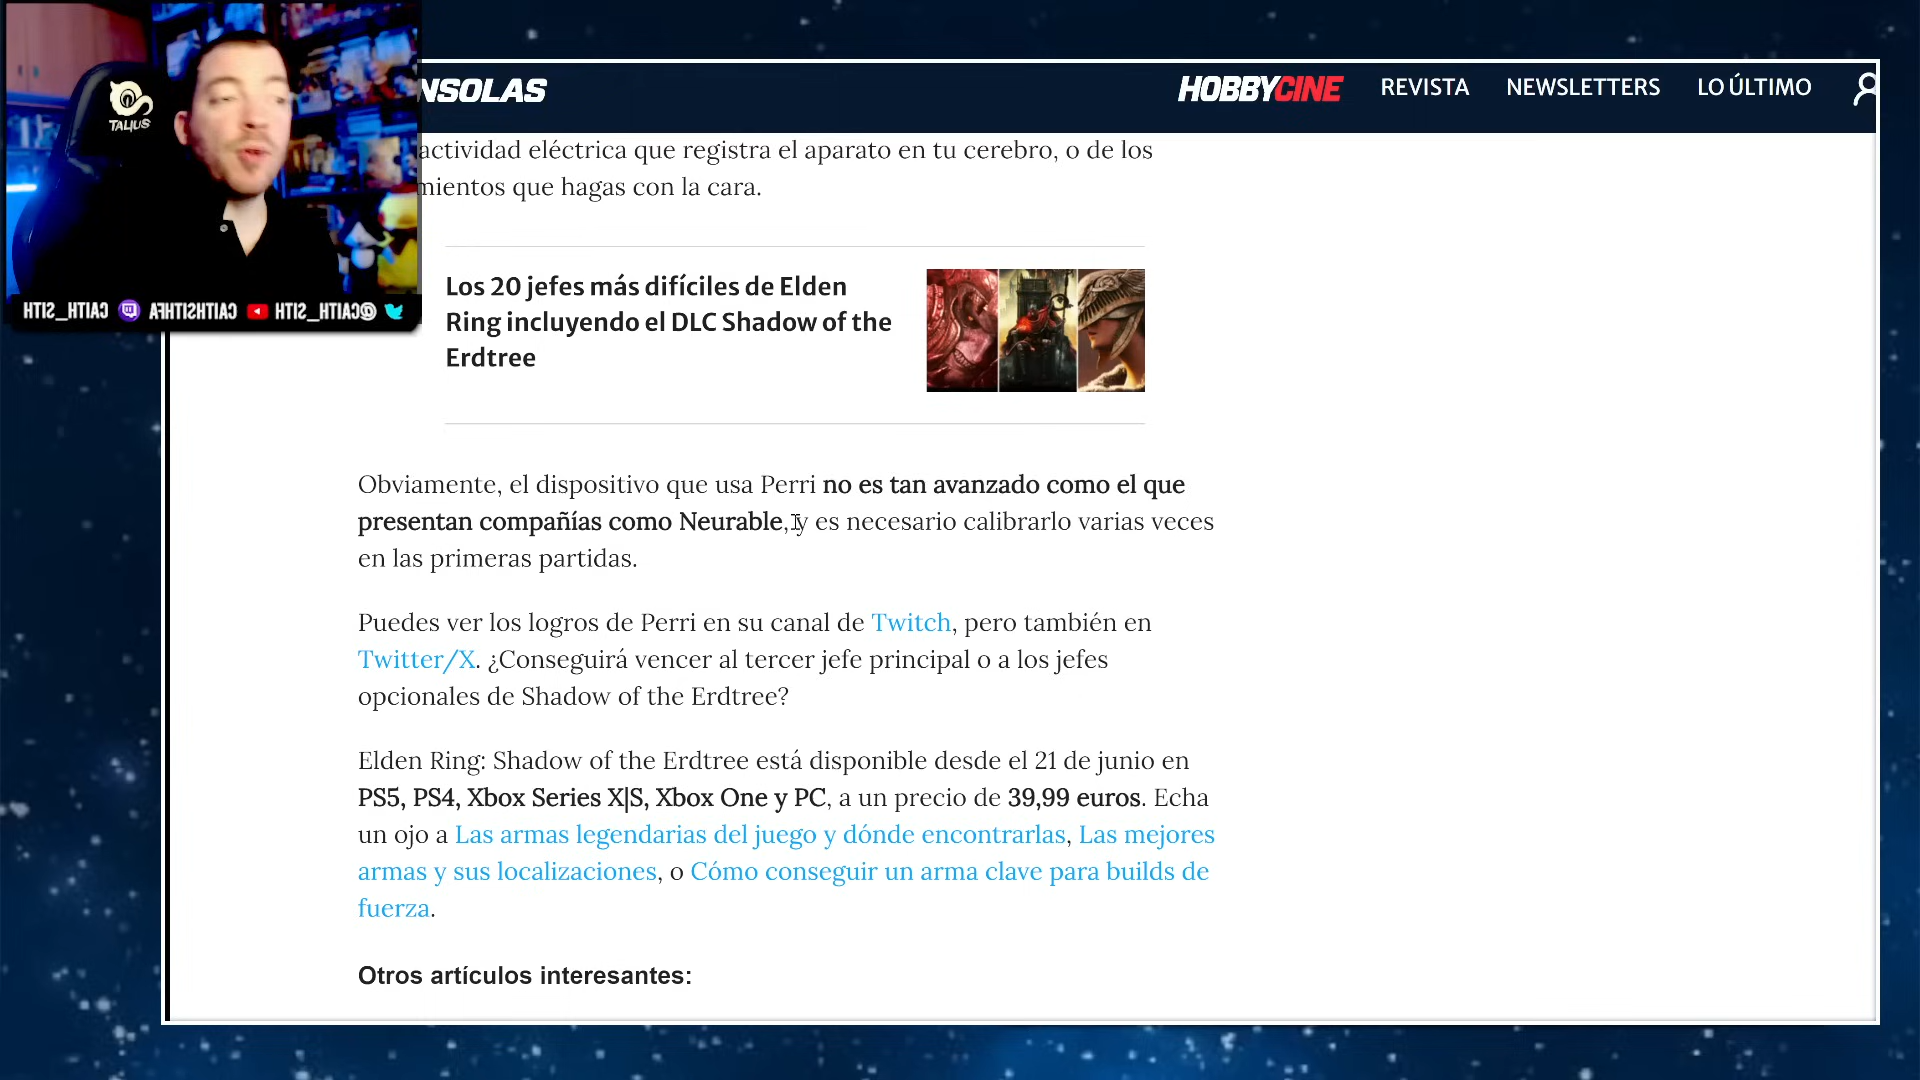 NSOLAS
HOBBYCINE REVISTA NEWSLETTERS LO ÚLTIMO
TALIUS
actividad eléctrica que registra el aparato en tu cerebro, o de los
mientos que hagas con la cara.
Los 20 jefes más difíciles de Elden
Ring incluyendo el DLC Shadow of the
Erdtree
CAITH_SITH CAITHSITHFA @CAITH_SITH
Obviamente, el dispositivo que usa Perri no es tan avanzado como el que
presentan compañías como Neurable, y es necesario calibrarlo varias veces
en las primeras partidas.
Puedes ver los logros de Perri en su canal de Twitch, pero también en
Twitter/X. ¿Conseguirá vencer al tercer jefe principal o a los jefes
opcionales de Shadow of the Erdtree?
Elden Ring: Shadow of the Erdtree está disponible desde el 21 de junio en
PS5, PS4, Xbox Series X|S, Xbox One y PC, a un precio de 39,99 euros. Echa
un ojo a Las armas legendarias del juego y dónde encontrarlas, Las mejores
armas y sus localizaciones, o Cómo conseguir un arma clave para builds de
fuerza.
Otros artículos interesantes: